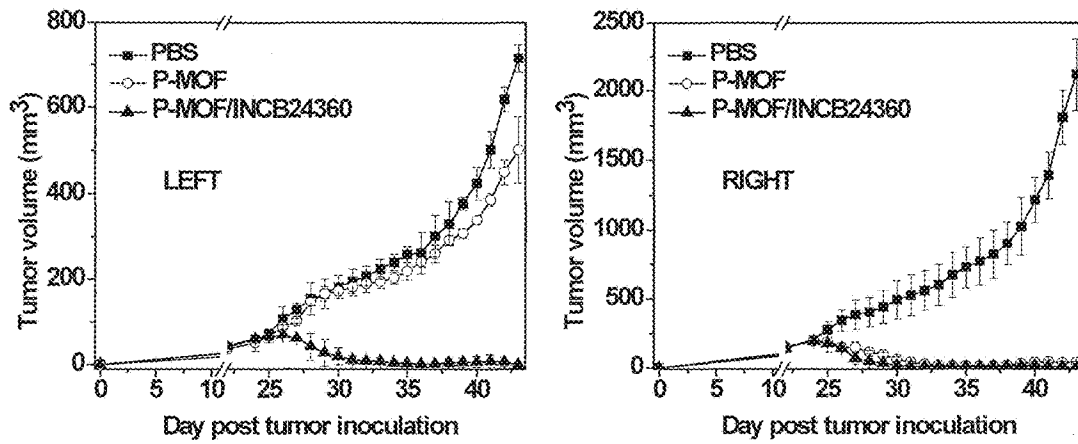 800
600
400
200
0
Tumor volume (mm³)
PBS
P-MOF
P-MOF/INCB24360
LEFT
0 5 10 25 30 35 40
Day post tumor inoculation
2500
2000
1500
1000
500
0
Tumor volume (mm³)
PBS
P-MOF
P-MOF/INCB24360
RIGHT
0 5 10 25 30 35 40
Day post tumor inoculation